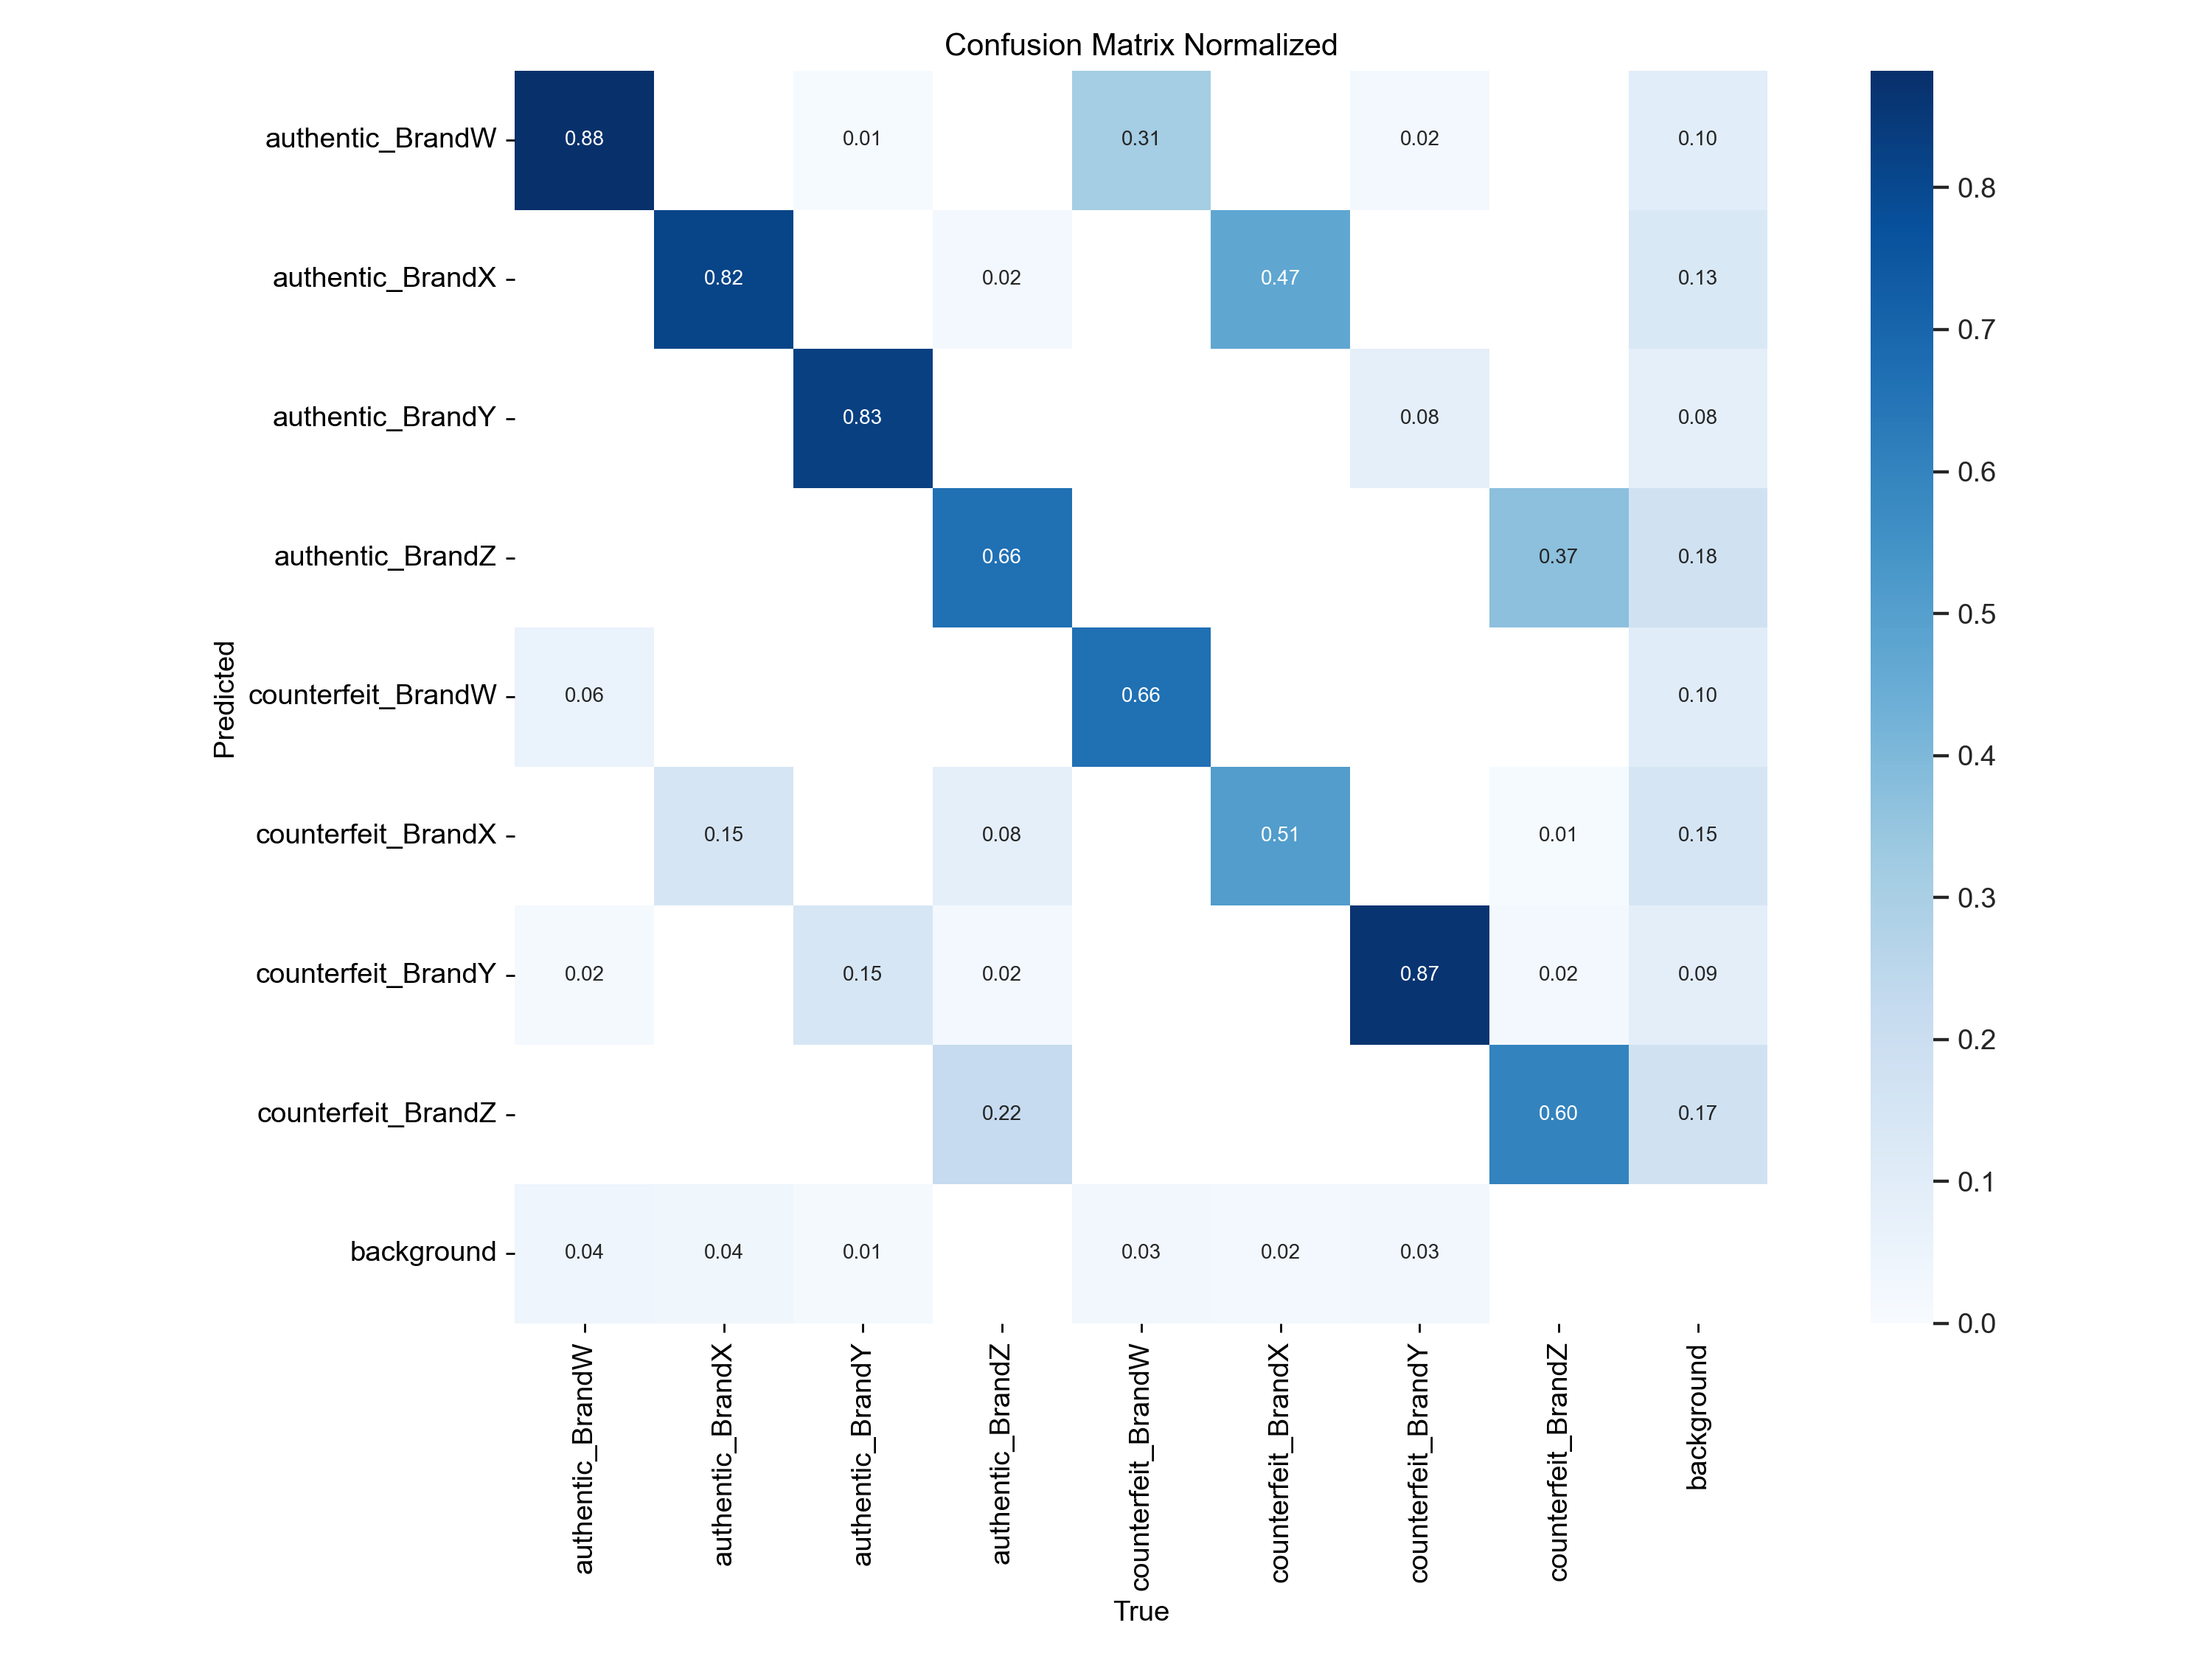 Confusion Matrix Normalized
authentic_BrandW 0.88 0.01 0.31 0.02 0.10
authentic_BrandX 0.82 0.02 0.47 0.13
authentic_BrandY 0.83 0.08 0.08
authentic_BrandZ 0.66 0.37 0.18
counterfeit_BrandW 0.06 0.66 0.10
counterfeit_BrandX 0.15 0.08 0.51 0.01 0.15
counterfeit_BrandY 0.02 0.15 0.02 0.87 0.02 0.09
counterfeit_BrandZ 0.22 0.60 0.17
background 0.04 0.04 0.01 0.03 0.02 0.03
Predicted
authentic_BrandW
authentic_BrandX
authentic_BrandY
authentic_BrandZ
counterfeit_BrandW
counterfeit_BrandX
counterfeit_BrandY
counterfeit_BrandZ
background
True
0.8
0.7
0.6
0.5
0.4
0.3
0.2
0.1
0.0